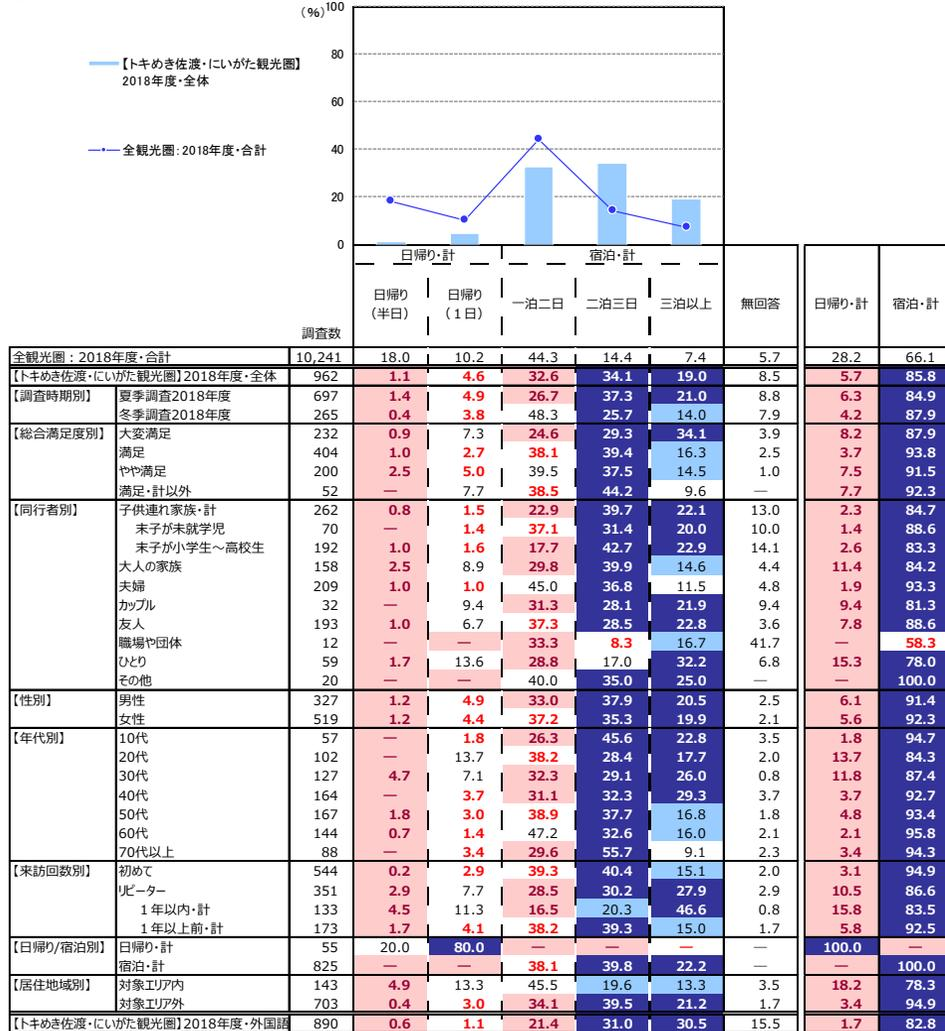 (%)
100
80
60
40
20
0
【トキめき佐渡・にいがた観光圏】
2018年度・全体
全観光圏：2018年度・合計
日帰り・計 宿泊・計
調査数 日帰り（半日） 日帰り（１日） 一泊二日 二泊三日 三泊以上 無回答 日帰り・計 宿泊・計
全観光圏：2018年度・合計 10,241 18.0 10.2 44.3 14.4 7.4 5.7 28.2 66.1
【トキめき佐渡・にいがた観光圏】2018年度・全体 962 1.1 4.6 32.6 34.1 19.0 8.5 5.7 85.8
【調査時期別】 夏季調査2018年度 697 1.4 4.9 26.7 37.3 21.0 8.8 6.3 84.9
冬季調査2018年度 265 0.4 3.8 48.3 25.7 14.0 7.9 4.2 87.9
【総合満足度別】 大変満足 232 0.9 7.3 24.6 29.3 34.1 3.9 8.2 87.9
満足 404 1.0 2.7 38.1 39.4 16.3 2.5 3.7 93.8
やや満足 200 2.5 5.0 39.5 37.5 14.5 1.0 7.5 91.5
満足・計以外 52 — 7.7 38.5 44.2 9.6 — 7.7 92.3
【同行者別】 子供連れ家族・計 262 0.8 1.5 22.9 39.7 22.1 13.0 2.3 84.7
末子が未就学児 70 — 1.4 37.1 31.4 20.0 10.0 1.4 88.6
末子が小学生～高校生 192 1.0 1.6 17.7 42.7 22.9 14.1 2.6 83.3
大人の家族 158 2.5 8.9 29.8 39.9 14.6 4.4 11.4 84.2
夫婦 209 1.0 1.0 45.0 36.8 11.5 4.8 1.9 93.3
カップル 32 — 9.4 31.3 28.1 21.9 9.4 9.4 81.3
友人 193 1.0 6.7 37.3 28.5 22.8 3.6 7.8 88.6
職場や団体 12 — — 33.3 8.3 16.7 41.7 — 58.3
ひとり 59 1.7 13.6 28.8 17.0 32.2 6.8 15.3 78.0
その他 20 — — 40.0 35.0 25.0 — — 100.0
【性別】 男性 327 1.2 4.9 33.0 37.9 20.5 2.5 6.1 91.4
女性 519 1.2 4.4 37.2 35.3 19.9 2.1 5.6 92.3
【年代別】 10代 57 — 1.8 26.3 45.6 22.8 3.5 1.8 94.7
20代 102 — 13.7 38.2 28.4 17.7 2.0 13.7 84.3
30代 127 4.7 7.1 32.3 29.1 26.0 0.8 11.8 87.4
40代 164 — 3.7 31.1 32.3 29.3 3.7 3.7 92.7
50代 167 1.8 3.0 38.9 37.7 16.8 1.8 4.8 93.4
60代 144 0.7 1.4 47.2 32.6 16.0 2.1 2.1 95.8
70代以上 88 — 3.4 29.6 55.7 9.1 2.3 3.4 94.3
【来訪回数別】 初めて 544 0.2 2.9 39.3 40.4 15.1 2.0 3.1 94.9
リピーター 351 2.9 7.7 28.5 30.2 27.9 2.9 10.5 86.6
１年以内・計 133 4.5 11.3 16.5 20.3 46.6 0.8 15.8 83.5
１年以上前・計 173 1.7 4.1 38.2 39.3 15.0 1.7 5.8 92.5
【日帰り/宿泊別】 日帰り・計 55 20.0 80.0 — — — — 100.0 —
宿泊・計 825 — — 38.1 39.8 22.2 — — 100.0
【居住地域別】 対象エリア内 143 4.9 13.3 45.5 19.6 13.3 3.5 18.2 78.3
対象エリア外 703 0.4 3.0 34.1 39.5 21.2 1.7 3.4 94.9
【トキめき佐渡・にいがた観光圏】2018年度・外国語 890 0.6 1.1 21.4 31.0 30.5 15.5 1.7 82.8